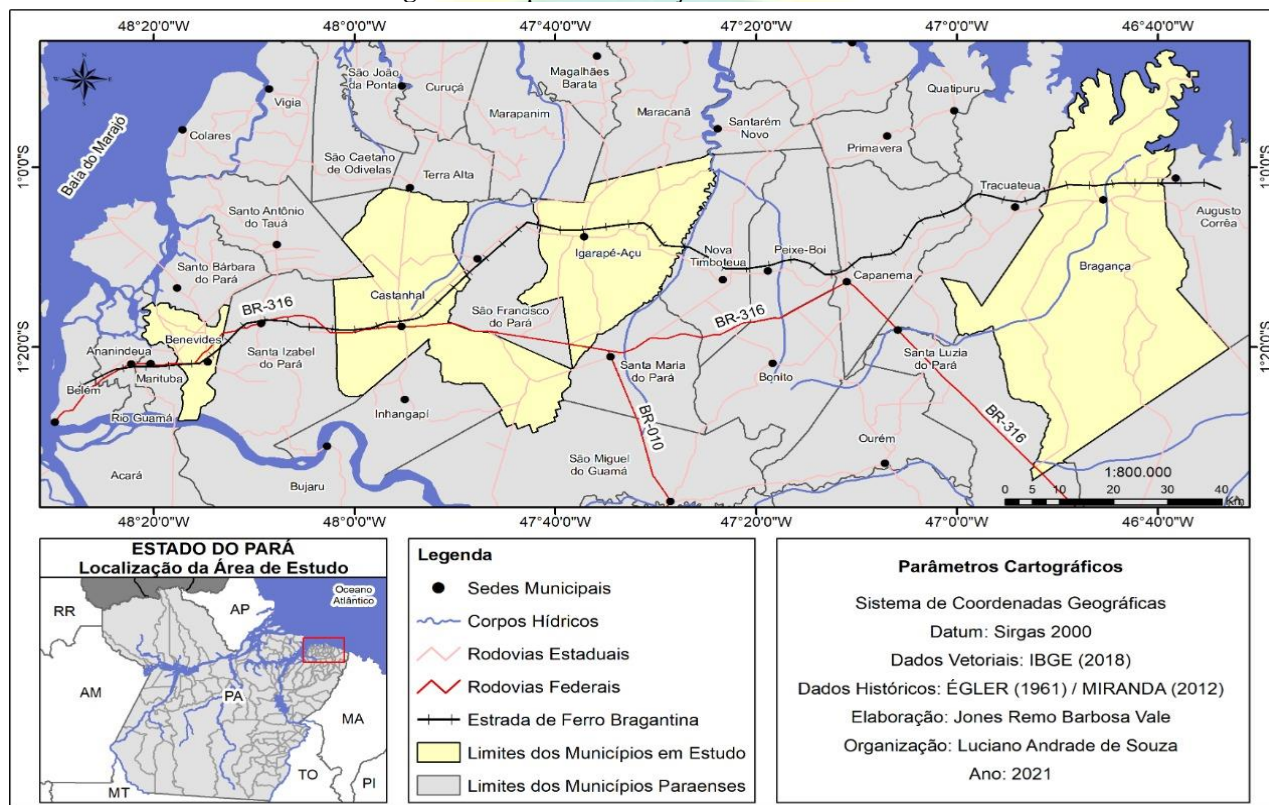 48°20'0"W 48°0'0"W 47°40'0"W 47°20'0"W 47°0'0"W 46°40'0"W
São João
da Ponta
Curuçá
Magalhães
Barata
Vigia
Marapanim
Maracanã
Quatipuru
Santarém
Novo
Colares
Primavera
Baía do Marajó
São Caetano
de Odivelas
1°0'0"S
1°0'0"S
Terra Alta
Tracuateua
Santo Antônio
do Tauá
Augusto
Corrêa
Igarapé-Açu
Nova
Timboteua
Peixe-Boi
Santo Bárbara
do Pará
Bragança
Capanema
Castanhal
BR-316
São Francisco
do Pará
BR-316
Benevides
1°20'0"S
1°20'0"S
Ananindeua
Santa Izabel
do Pará
Santa Maria
do Pará
Santa Luzia
do Pará
Belém
Marituba
Bonito
Inhangapí
Rio Guamá
BR-010
BR-316
Ourém
São Miguel
do Guamá
Acará
Bujaru
1:800.000
0 5 10 20 30 40
Km
48°20'0"W 48°0'0"W 47°40'0"W 47°20'0"W 47°0'0"W 46°40'0"W
ESTADO DO PARÁ
Localização da Área de Estudo
Oceano
Atlântico
RR
AP
AM
PA
MA
TO
PI
MT
Legenda
Sedes Municipais
Corpos Hídricos
Rodovias Estaduais
Rodovias Federais
Estrada de Ferro Bragantina
Limites dos Municípios em Estudo
Limites dos Municípios Paraenses
Parâmetros Cartográficos
Sistema de Coordenadas Geográficas
Datum: Sirgas 2000
Dados Vetoriais: IBGE (2018)
Dados Históricos: ÉGLER (1961) / MIRANDA (2012)
Elaboração: Jones Remo Barbosa Vale
Organização: Luciano Andrade de Souza
Ano: 2021